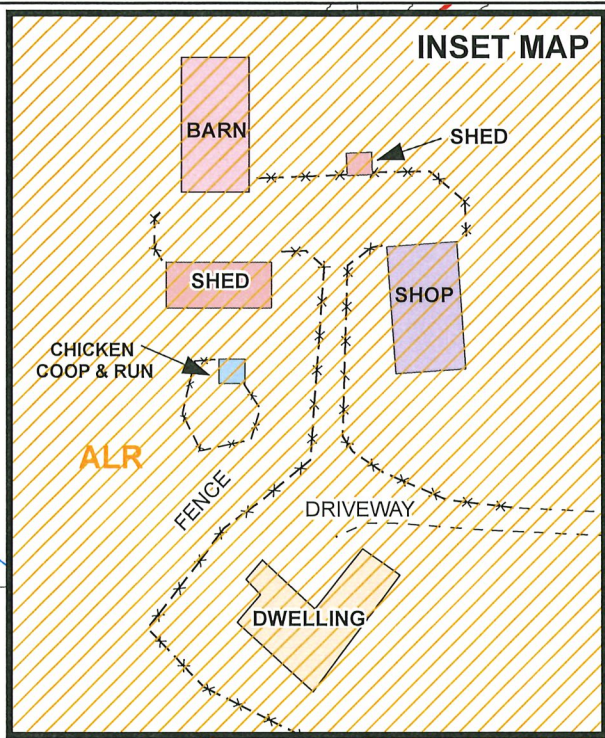 INSET MAP
BARN
SHED
SHED
SHOP
CHICKEN
COOP & RUN
ALR
FENCE
DRIVEWAY
DWELLING